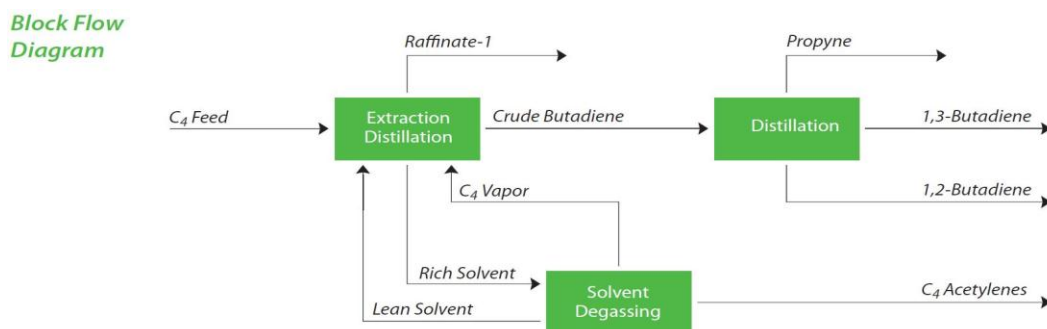 Block Flow
Diagram
Raffinate-1
Propyne
C₄ Feed
Extraction
Distillation
Crude Butadiene
Distillation
1,3-Butadiene
C₄ Vapor
1,2-Butadiene
Rich Solvent
Lean Solvent
Solvent
Degassing
C₄ Acetylenes